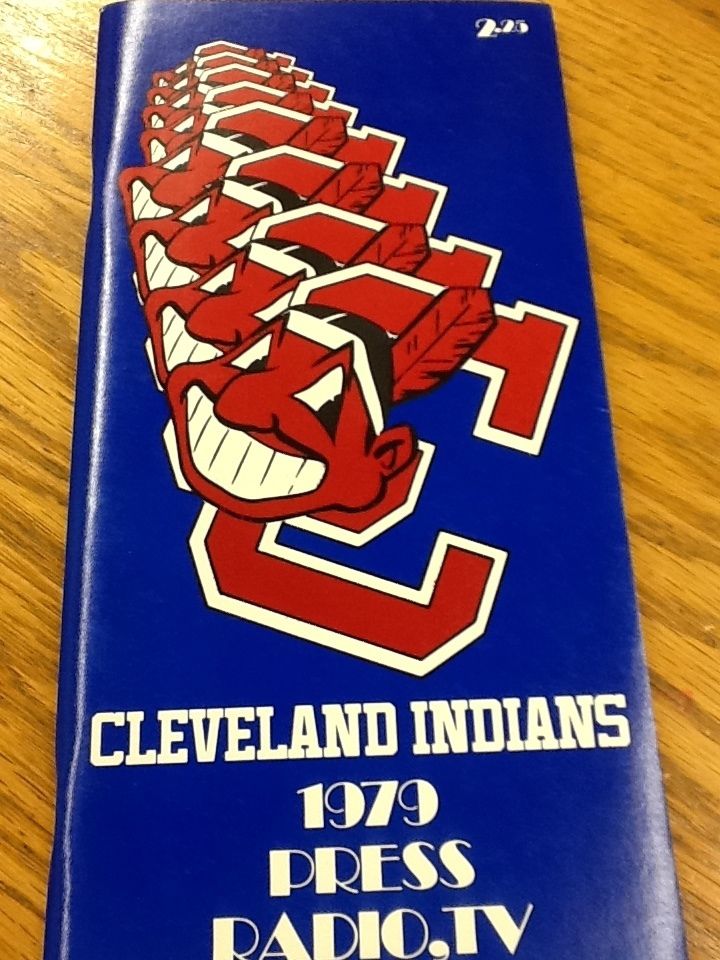 2.25
C
CLEVELAND INDIANS
1979
PRESS
RADIO,TV